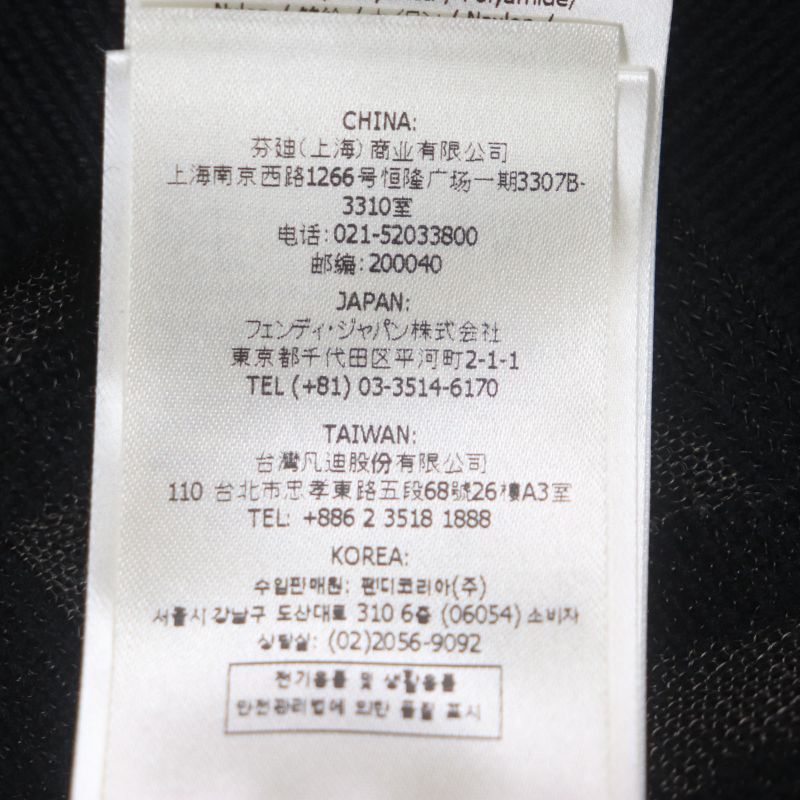 Polyamide/
CHINA:
芬迪(上海)商业有限公司
上海南京西路1266号恒隆广场一期3307B-
3310室
电话:021-52033800
邮编:200040
JAPAN:
フェンディ・ジャパン株式会社
東京都千代田区平河町2-1-1
TEL (+81) 03-3514-6170
TAIWAN:
台灣凡迪股份有限公司
110 台北市忠孝東路五段68號26樓A3室
TEL: +886 2 3518 1888
KOREA:
수입판매원: 펜디코리아(주)
서울시 강남구 도산대로 310 6층 (06054) 소비자
상담실: (02)2056-9092
전기용품 및 생활용품
안전관리법에 의한 품질 표시